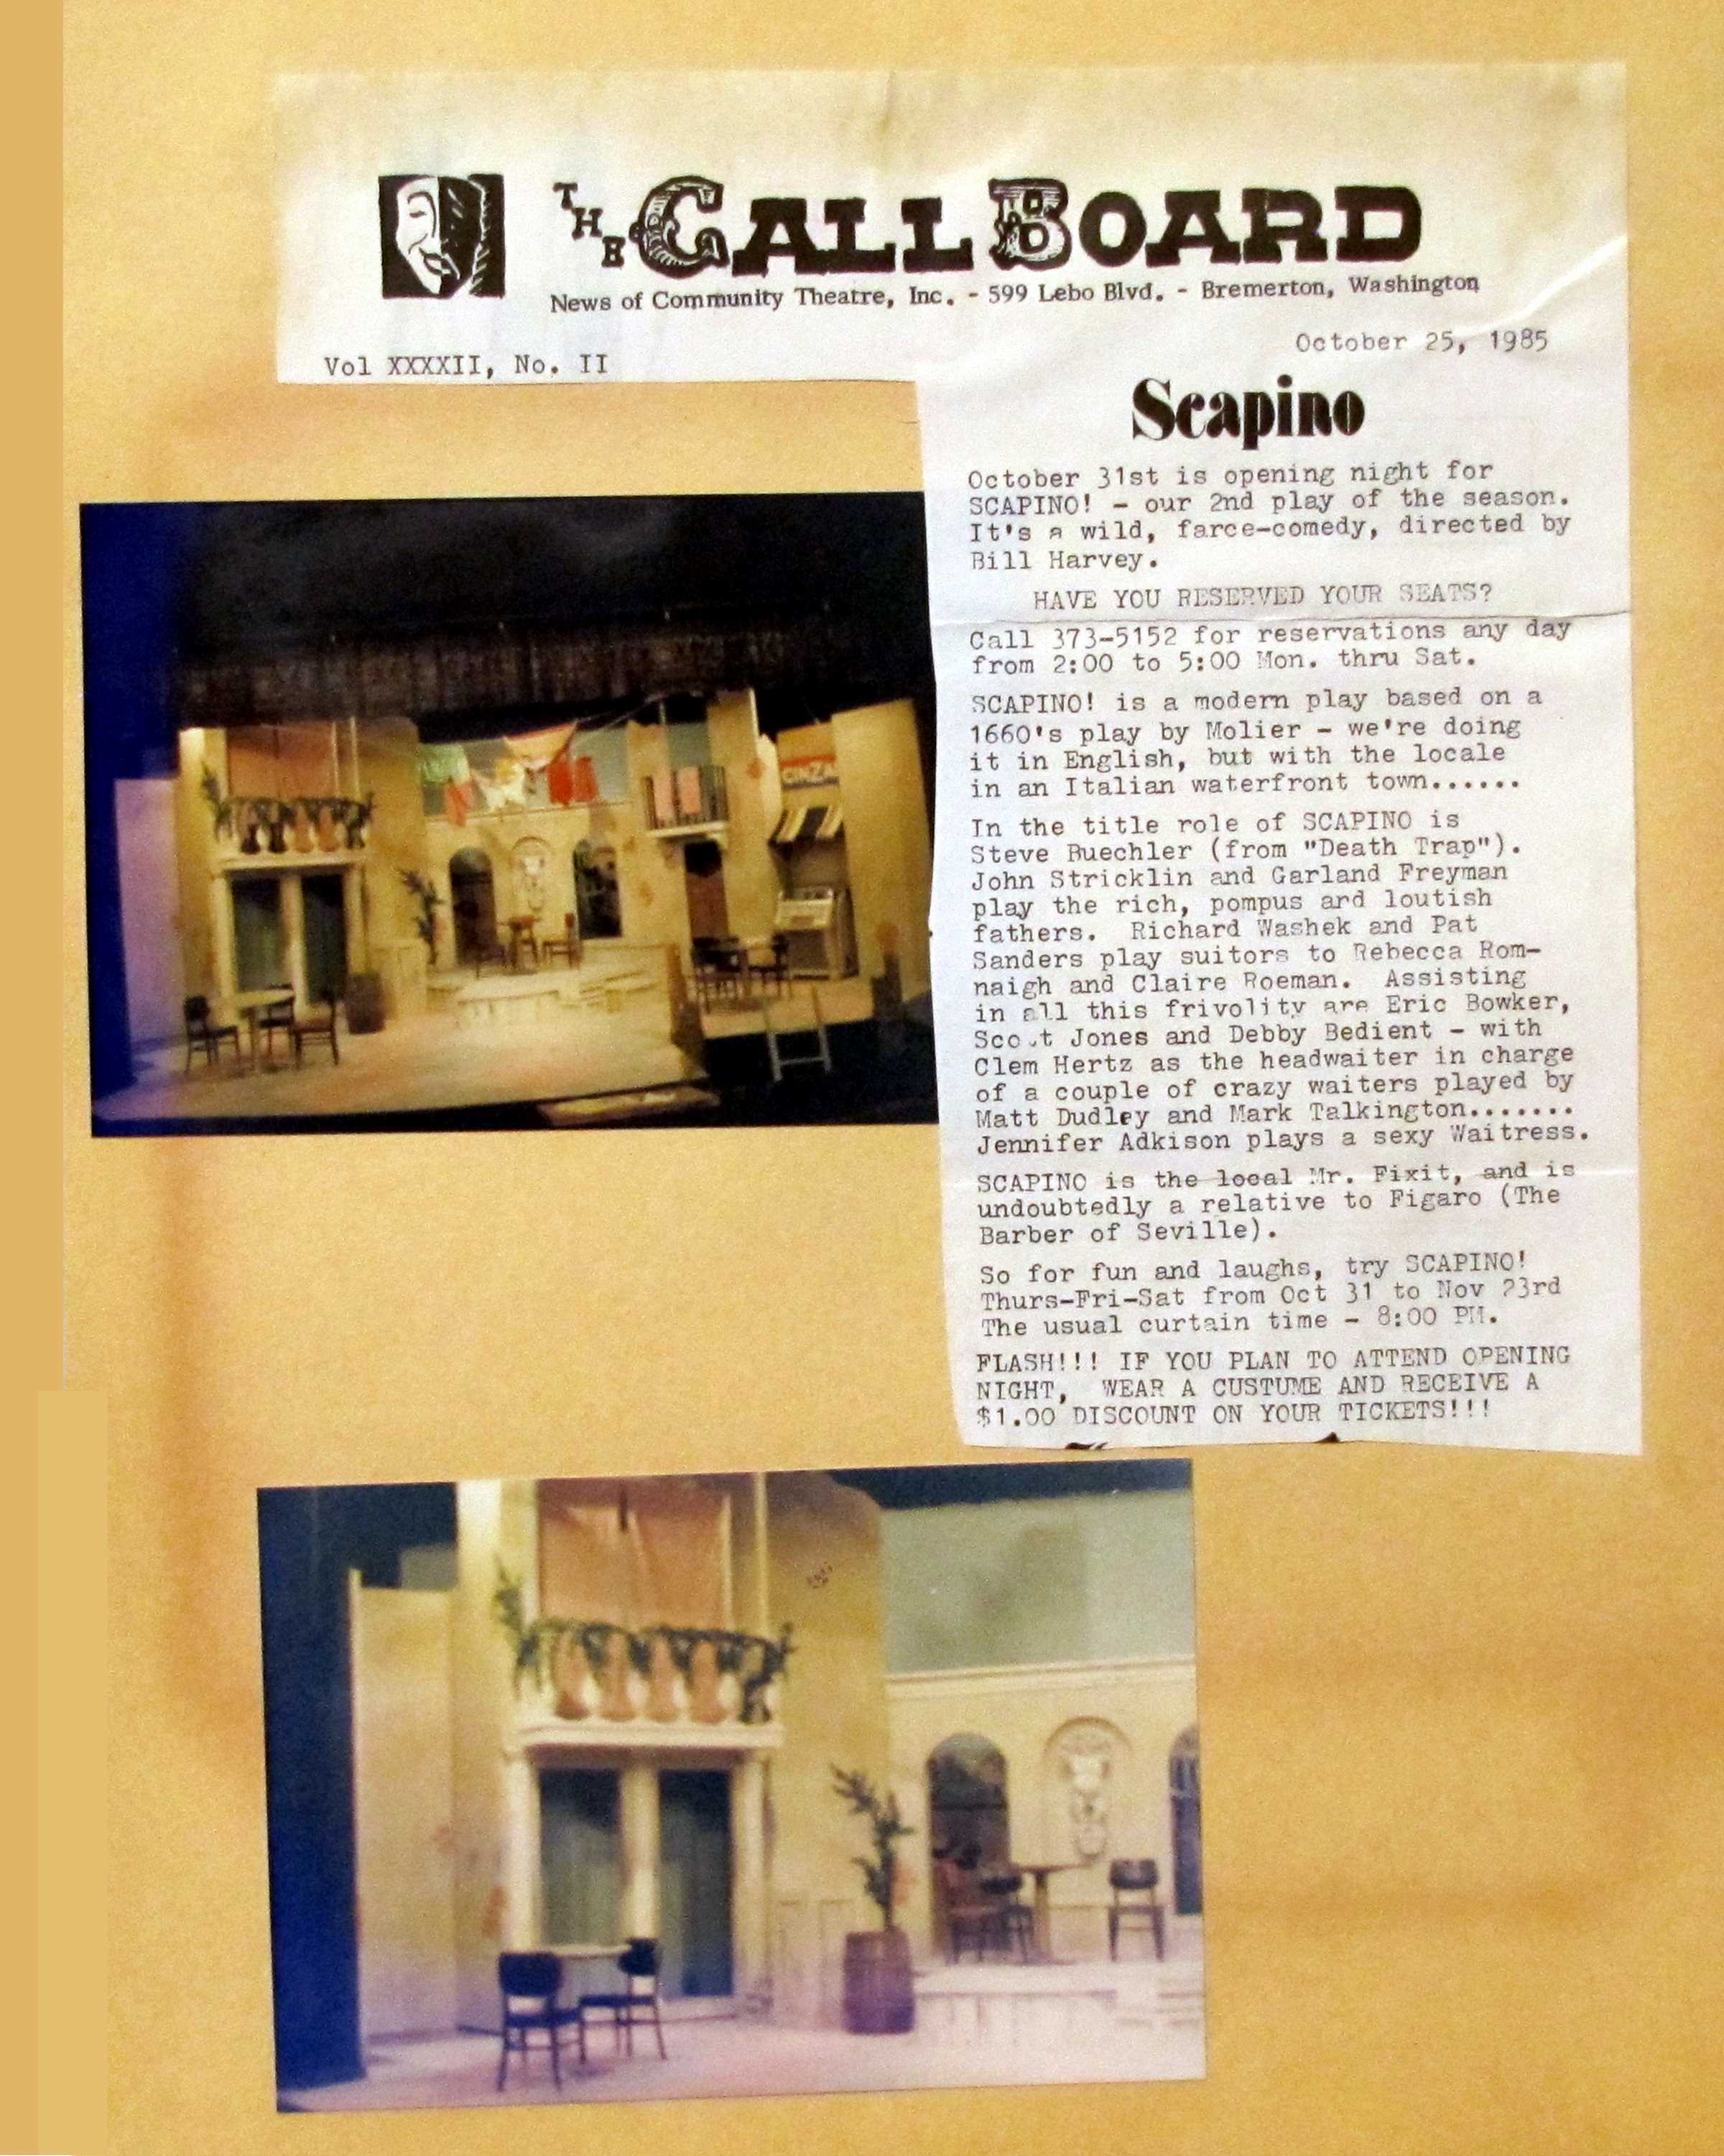 THE CALL BOARD
News of Community Theatre, Inc. - 599 Lebo Blvd. - Bremerton, Washington
October 25, 1985
Vol XXXXII, No. II
Scapino
October 31st is opening night for
SCAPINO! - our 2nd play of the season.
It's a wild, farce-comedy, directed by
Bill Harvey.
HAVE YOU RESERVED YOUR SEATS?
Call 373-5152 for reservations any day
from 2:00 to 5:00 Mon. thru Sat.
SCAPINO! is a modern play based on a
1660's play by Molier - we're doing
it in English, but with the locale
in an Italian waterfront town......
In the title role of SCAPINO is
Steve Buechler (from "Death Trap").
John Stricklin and Garland Freyman
play the rich, pompus and loutish
fathers. Richard Washek and Pat
Sanders play suitors to Rebecca Rom-
naigh and Claire Roeman. Assisting
in all this frivolity are Eric Bowker,
Scott Jones and Debby Bedient - with
Clem Hertz as the headwaiter in charge
of a couple of crazy waiters played by
Matt Dudley and Mark Talkington.......
Jennifer Adkison plays a sexy Waitress.
SCAPINO is the local Mr. Fixit, and is
undoubtedly a relative to Figaro (The
Barber of Seville).
So for fun and laughs, try SCAPINO!
Thurs-Fri-Sat from Oct 31 to Nov 23rd
The usual curtain time - 8:00 PM.
FLASH!!! IF YOU PLAN TO ATTEND OPENING
NIGHT, WEAR A CUSTUME AND RECEIVE A
$1.00 DISCOUNT ON YOUR TICKETS!!!